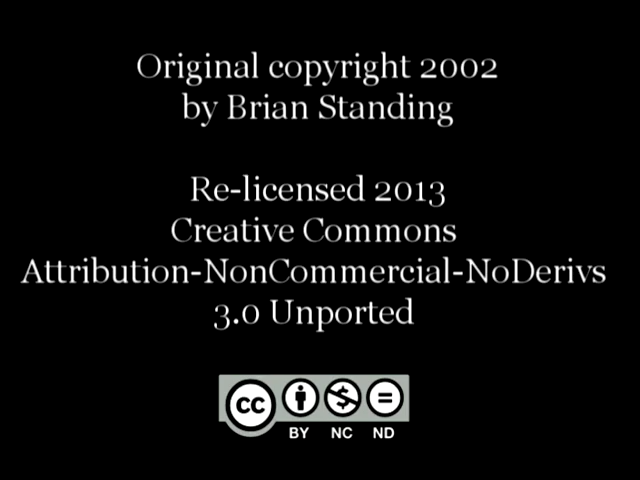 Original copyright 2002
by Brian Standing
Re-licensed 2013
Creative Commons
Attribution-NonCommercial-NoDerivs
3.0 Unported
cc
BY NC ND